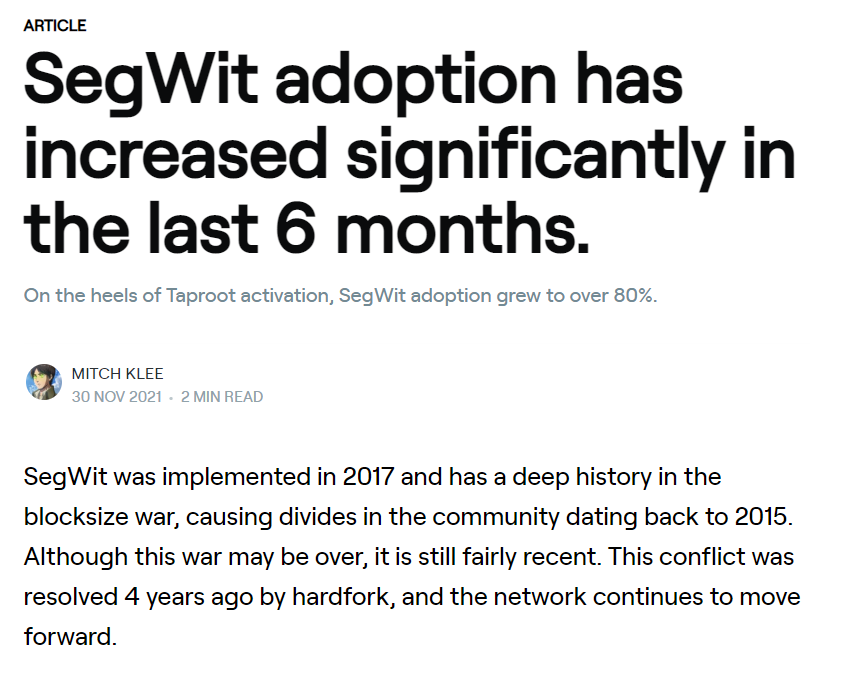 ARTICLE
SegWit adoption has
increased significantly in
the last 6 months.
On the heels of Taproot activation, SegWit adoption grew to over 80%.
MITCH KLEE
30 NOV 2021 • 2 MIN READ
SegWit was implemented in 2017 and has a deep history in the
blocksize war, causing divides in the community dating back to 2015.
Although this war may be over, it is still fairly recent. This conflict was
resolved 4 years ago by hardfork, and the network continues to move
forward.